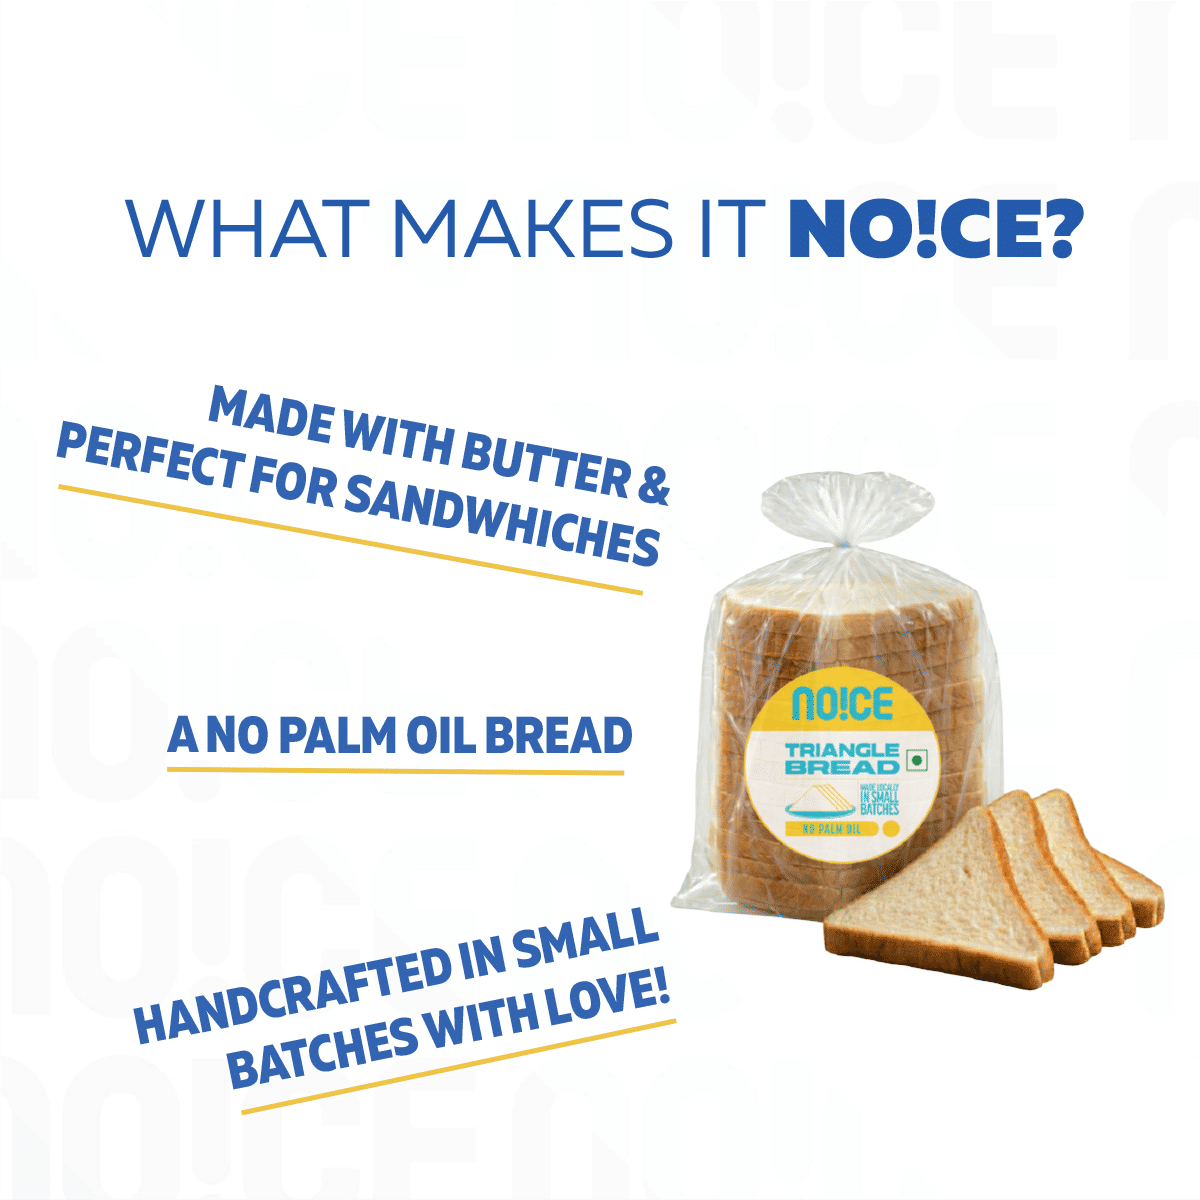 WHAT MAKES IT NO!CE?
MADE WITH BUTTER &
PERFECT FOR SANDWHICHES
A NO PALM OIL BREAD
HANDCRAFTED IN SMALL
BATCHES WITH LOVE!
NO!CE
TRIANGLE
BREAD
MADE LOCALLY
IN SMALL
BATCHES
NO PALM OIL